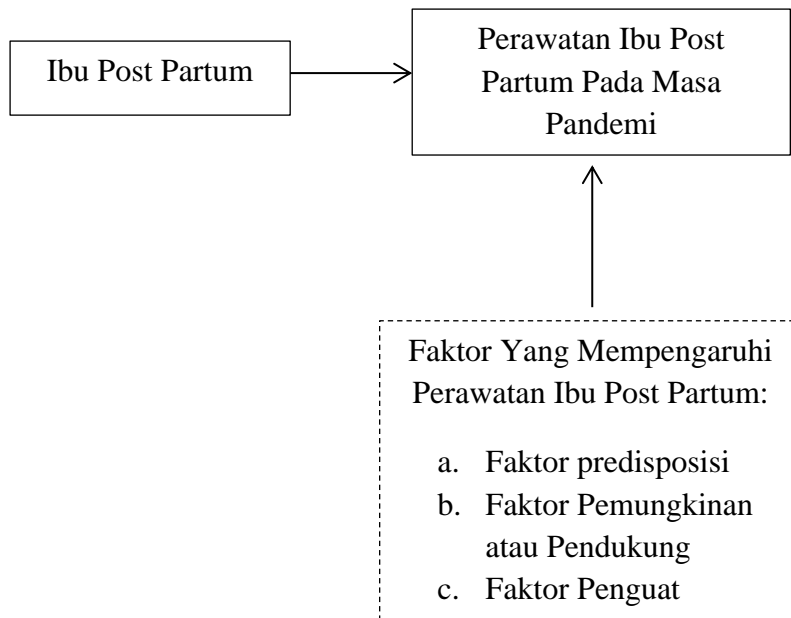 Ibu Post Partum
Perawatan Ibu Post
Partum Pada Masa
Pandemi
Faktor Yang Mempengaruhi
Perawatan Ibu Post Partum:
a. Faktor predisposisi
b. Faktor Pemungkinan
atau Pendukung
c. Faktor Penguat